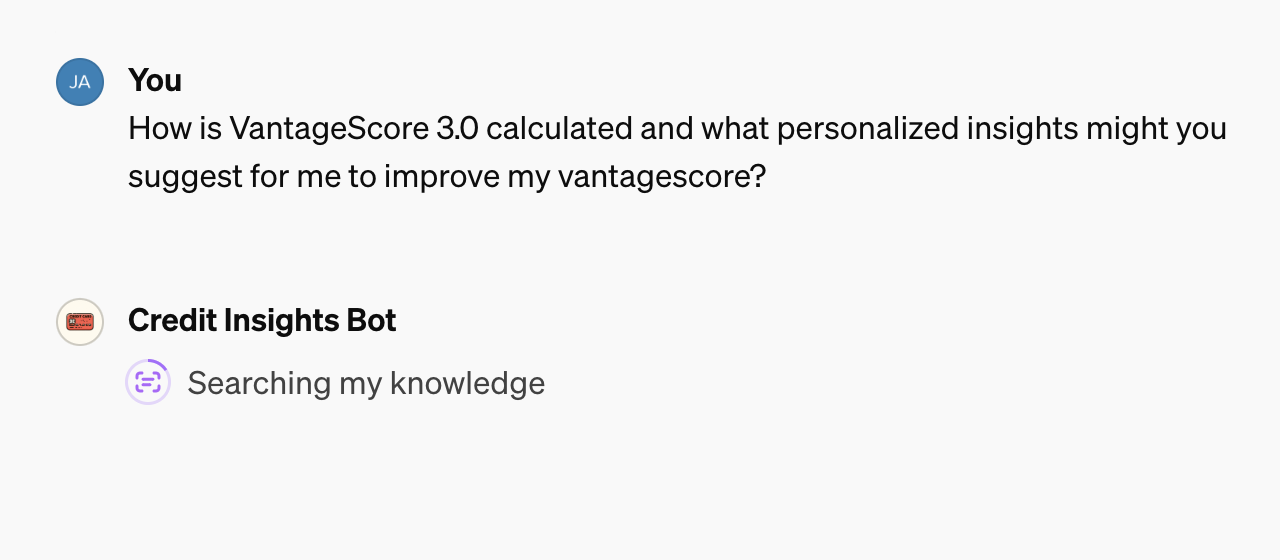 JA
You
How is VantageScore 3.0 calculated and what personalized insights might you
suggest for me to improve my vantagescore?
Credit Insights Bot
Searching my knowledge